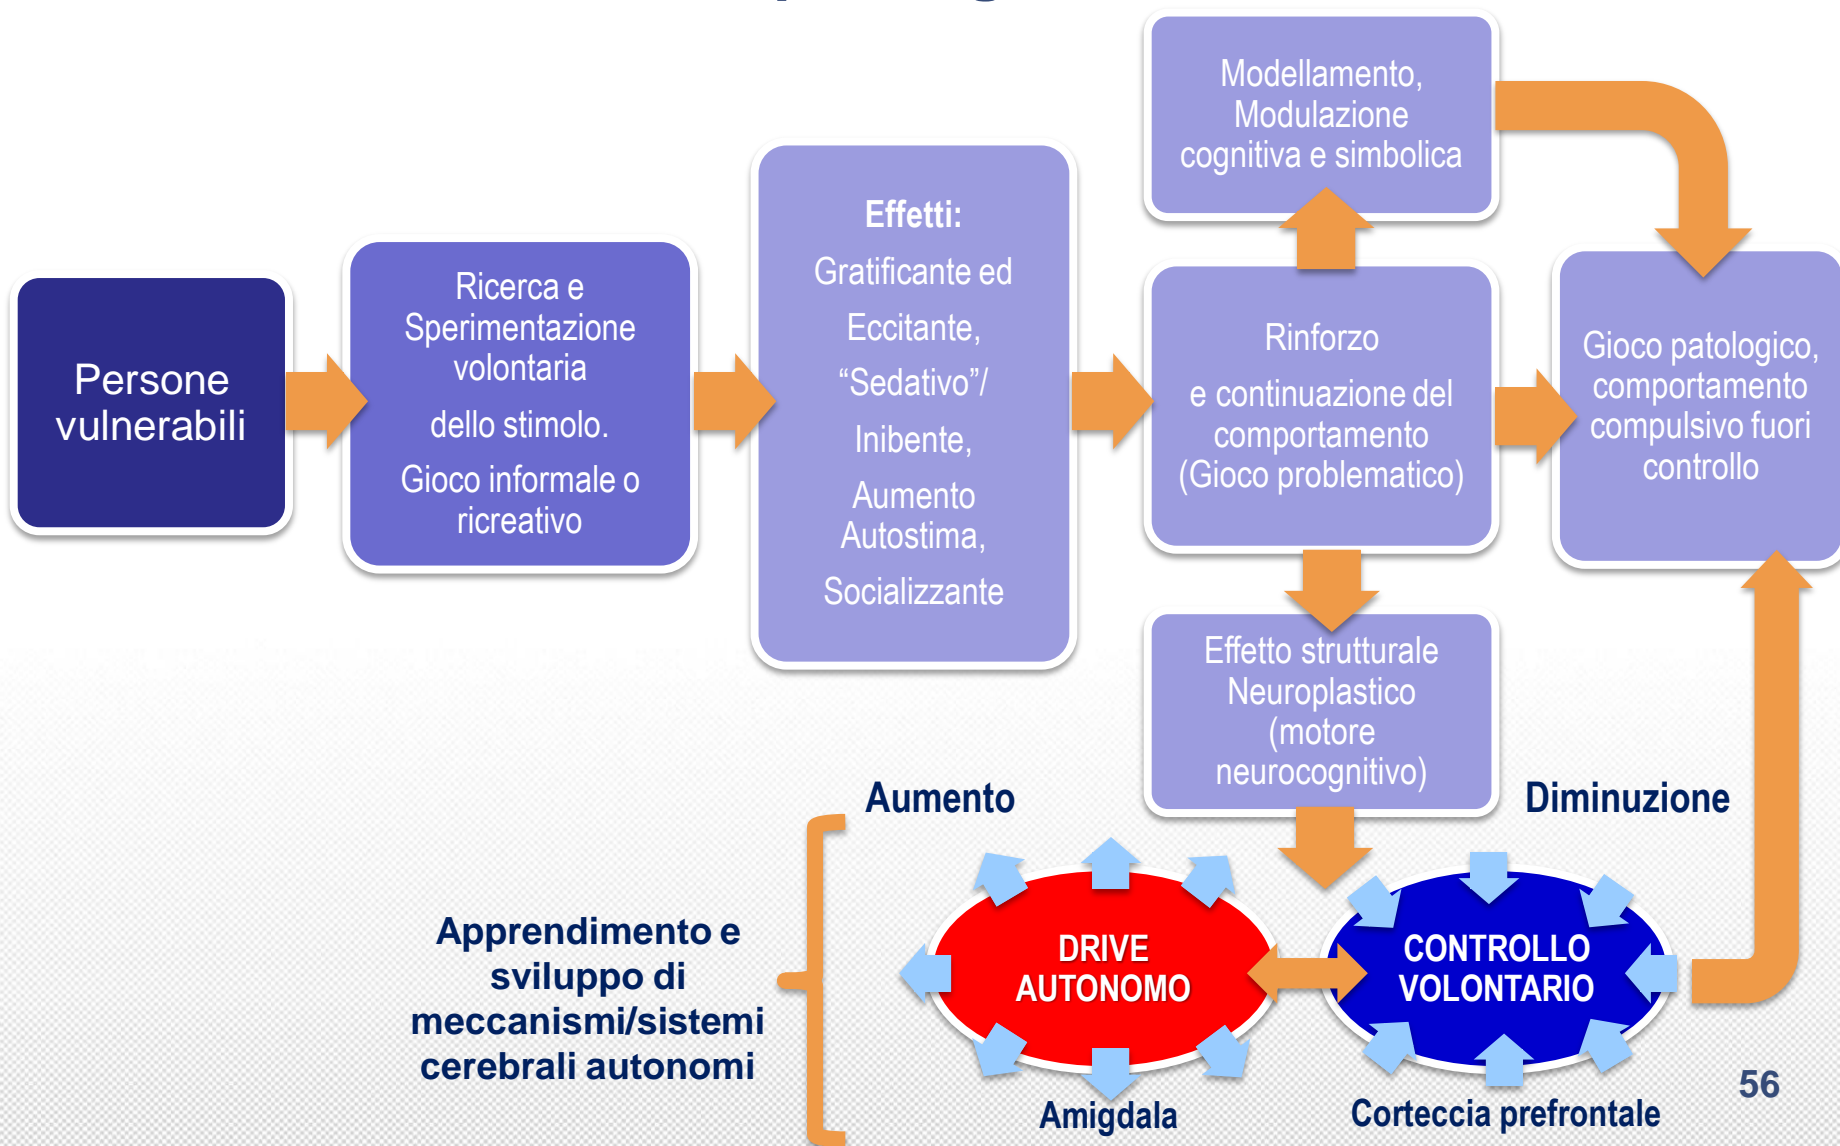 Modellamento,
Modulazione
cognitiva e simbolica
Persone
vulnerabili
Ricerca e
Sperimentazione
volontaria
dello stimolo.
Gioco informale o
ricreativo
Effetti:
Gratificante ed
Eccitante,
“Sedativo”/
Inibente,
Aumento
Autostima,
Socializzante
Rinforzo
e continuazione del
comportamento
(Gioco problematico)
Gioco patologico,
comportamento
compulsivo fuori
controllo
Effetto strutturale
Neuroplastico
(motore
neurocognitivo)
Aumento
Diminuzione
Apprendimento e
sviluppo di
meccanismi/sistemi
cerebrali autonomi
DRIVE
AUTONOMO
CONTROLLO
VOLONTARIO
Amigdala
Corteccia prefrontale
56